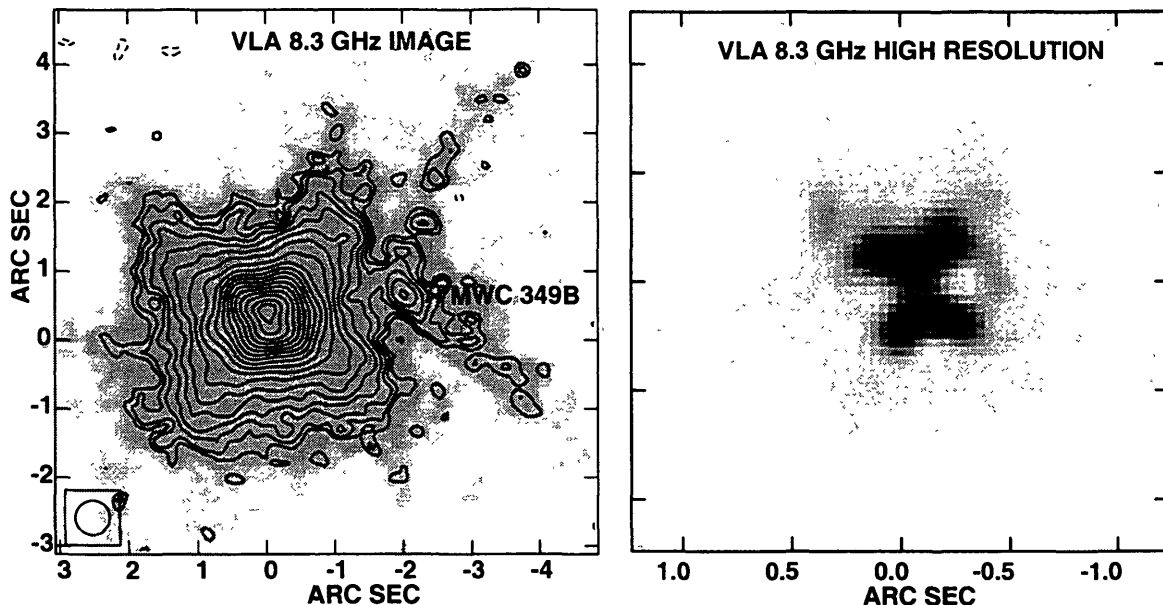 VLA 8.3 GHz IMAGE
4
3
2
1
0
-1
-2
-3
ARC SEC
MWC 349B
3 2 1 0 -1 -2 -3 -4
ARC SEC
VLA 8.3 GHz HIGH RESOLUTION
1.0 0.5 0.0 -0.5 -1.0
ARC SEC